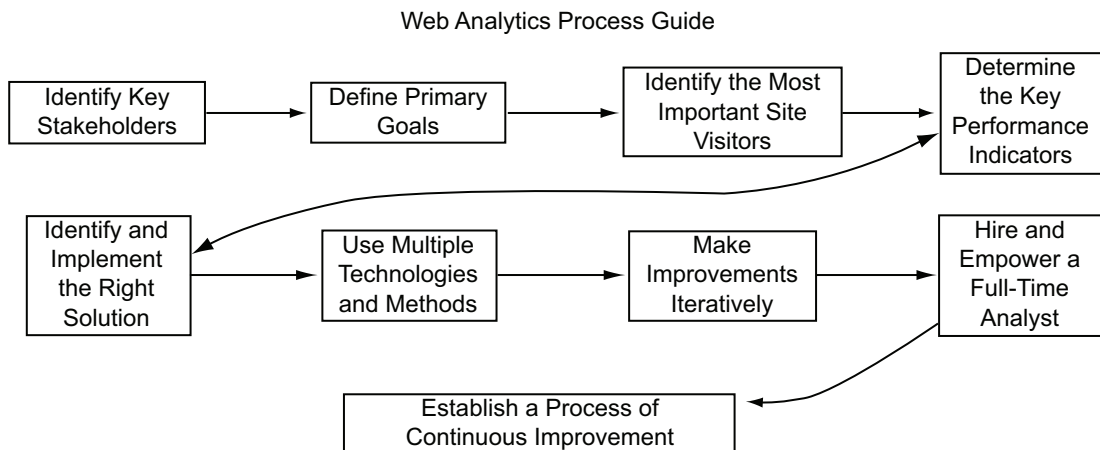 Web Analytics Process Guide
Identify Key
Stakeholders
Define Primary
Goals
Identify the Most
Important Site
Visitors
Determine
the Key
Performance
Indicators
Identify and
Implement
the Right
Solution
Use Multiple
Technologies
and Methods
Make
Improvements
Iteratively
Hire and
Empower a
Full-Time
Analyst
Establish a Process of
Continuous Improvement